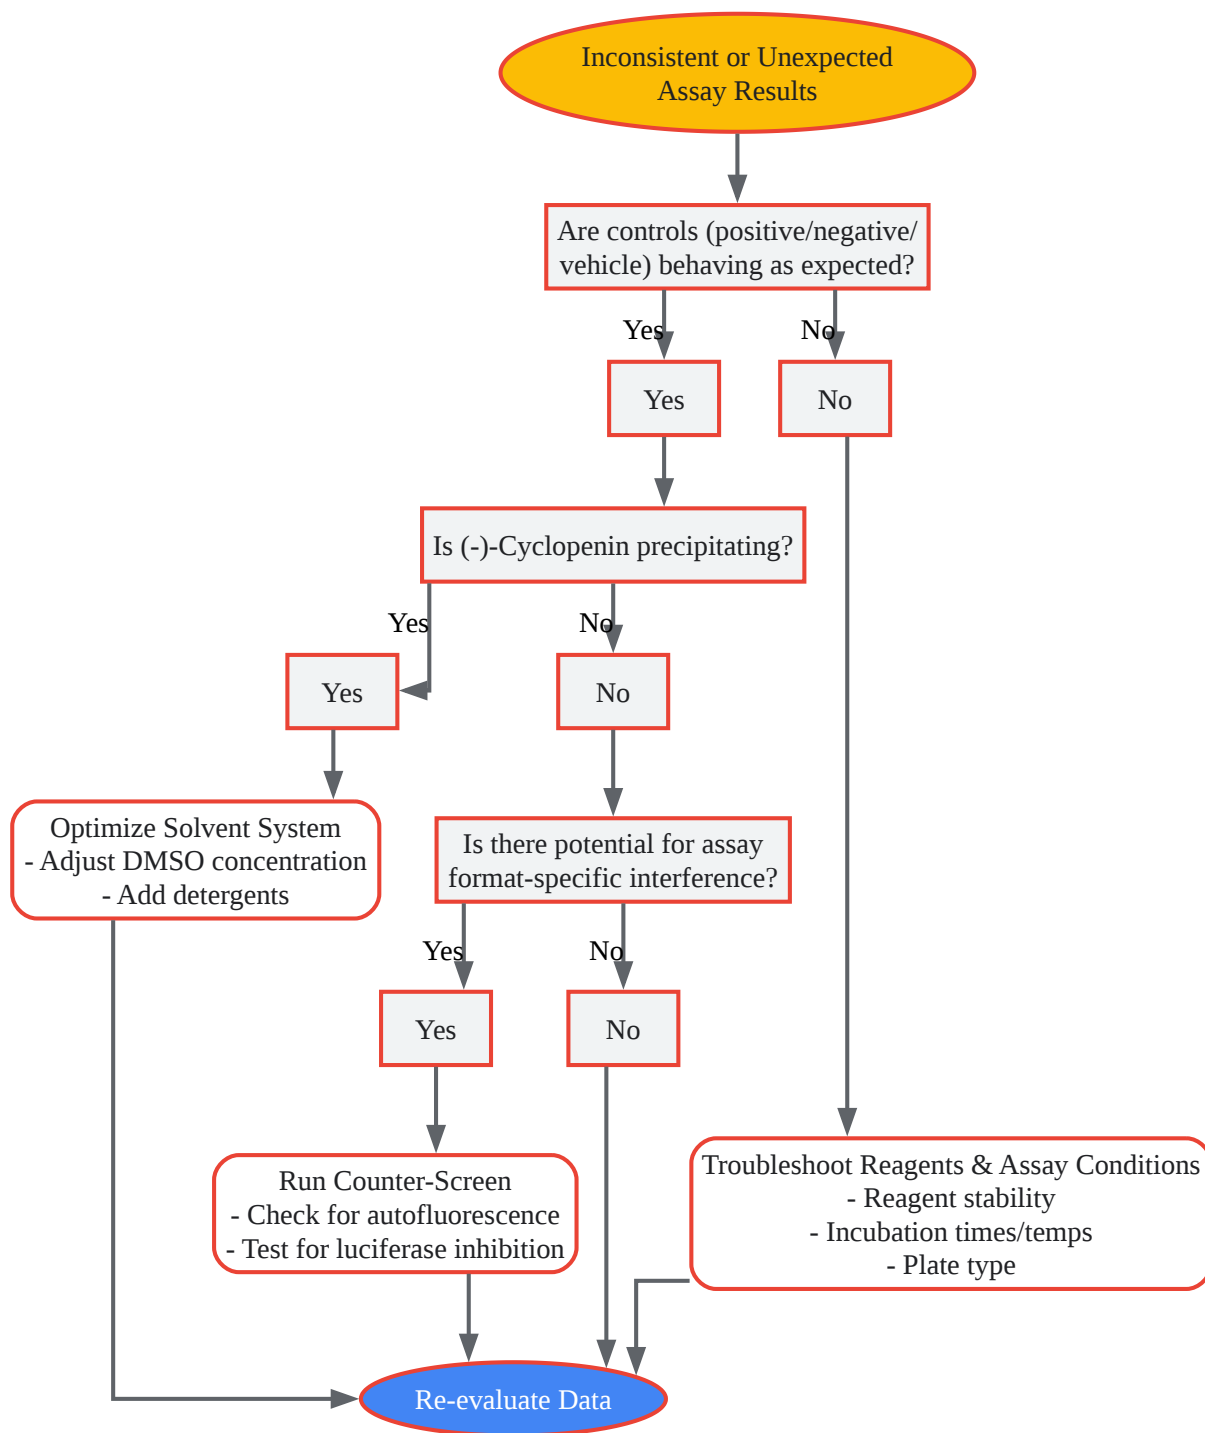 Inconsistent or Unexpected
Assay Results
Are controls (positive/negative/
vehicle) behaving as expected?
Yes
No
Yes
No
Is (-)-Cyclopenin precipitating?
Yes
No
Yes
No
Optimize Solvent System
- Adjust DMSO concentration
- Add detergents
Is there potential for assay
format-specific interference?
Yes
No
Yes
No
Run Counter-Screen
- Check for autofluorescence
- Test for luciferase inhibition
Troubleshoot Reagents & Assay Conditions
- Reagent stability
- Incubation times/temps
- Plate type
Re-evaluate Data